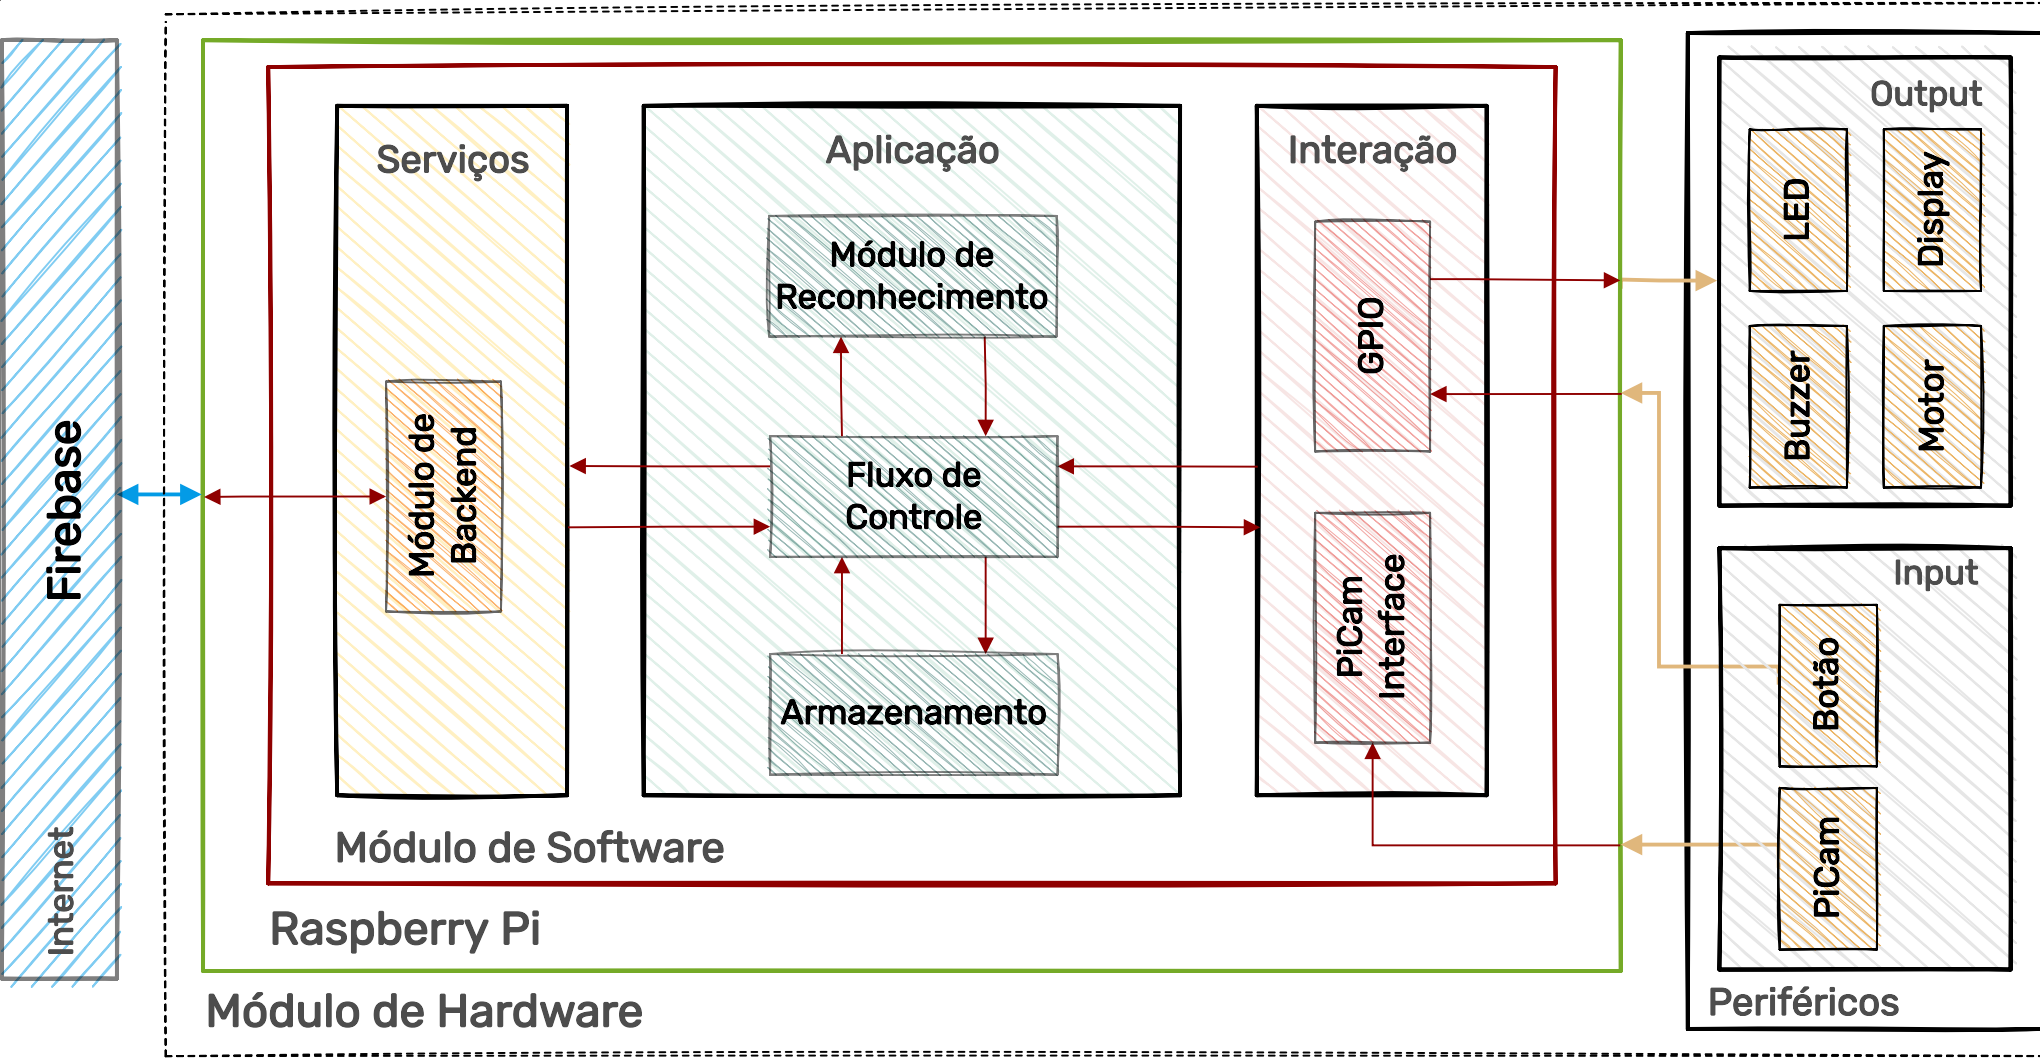 Firebase
Internet
Serviços
Módulo de
Backend
Aplicação
Módulo de
Reconhecimento
Fluxo de
Controle
Armazenamento
Interação
GPIO
PiCam
Interface
Módulo de Software
Raspberry Pi
Módulo de Hardware
Output
LED
Display
Buzzer
Motor
Input
Botão
PiCam
Periféricos